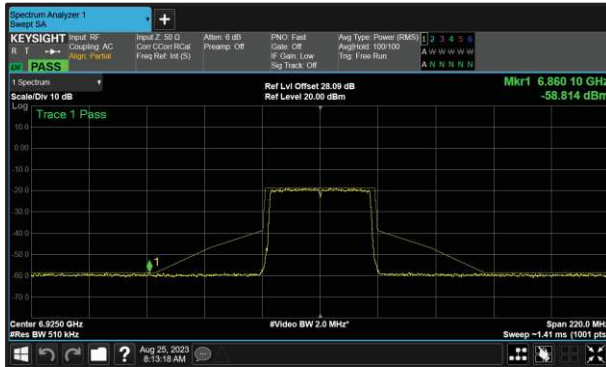 Spectrum Analyzer 1
Swept SA
+
KEYSIGHT Input: RF Input Z: 50 Ω Atten: 6 dB PNO: Fast Avg Type: Power (RMS) 1 2 3 4 5 6
R T Coupling: AC Corr CCorr RCal Preamp: Off Gate: Off Avg|Hold: 100/100 A W W W W W
Align: Partial Freq Ref: Int (S) IF Gain: Low Trig: Free Run
PASS Sig Track: Off A N N N N N
1 Spectrum Ref Lvl Offset 28.09 dB Mkr1 6.860 10 GHz
Scale/Div 10 dB Ref Level 20.00 dBm -58.814 dBm
Log
Trace 1 Pass
10.0
0.00
-10.0
-20.0
-30.0
-40.0
-50.0
1
-60.0
-70.0
Center 6.9250 GHz #Video BW 2.0 MHz* Span 220.0 MHz
#Res BW 510 kHz Sweep ~1.41 ms (1001 pts)
? Aug 25, 2023
8:13:18 AM